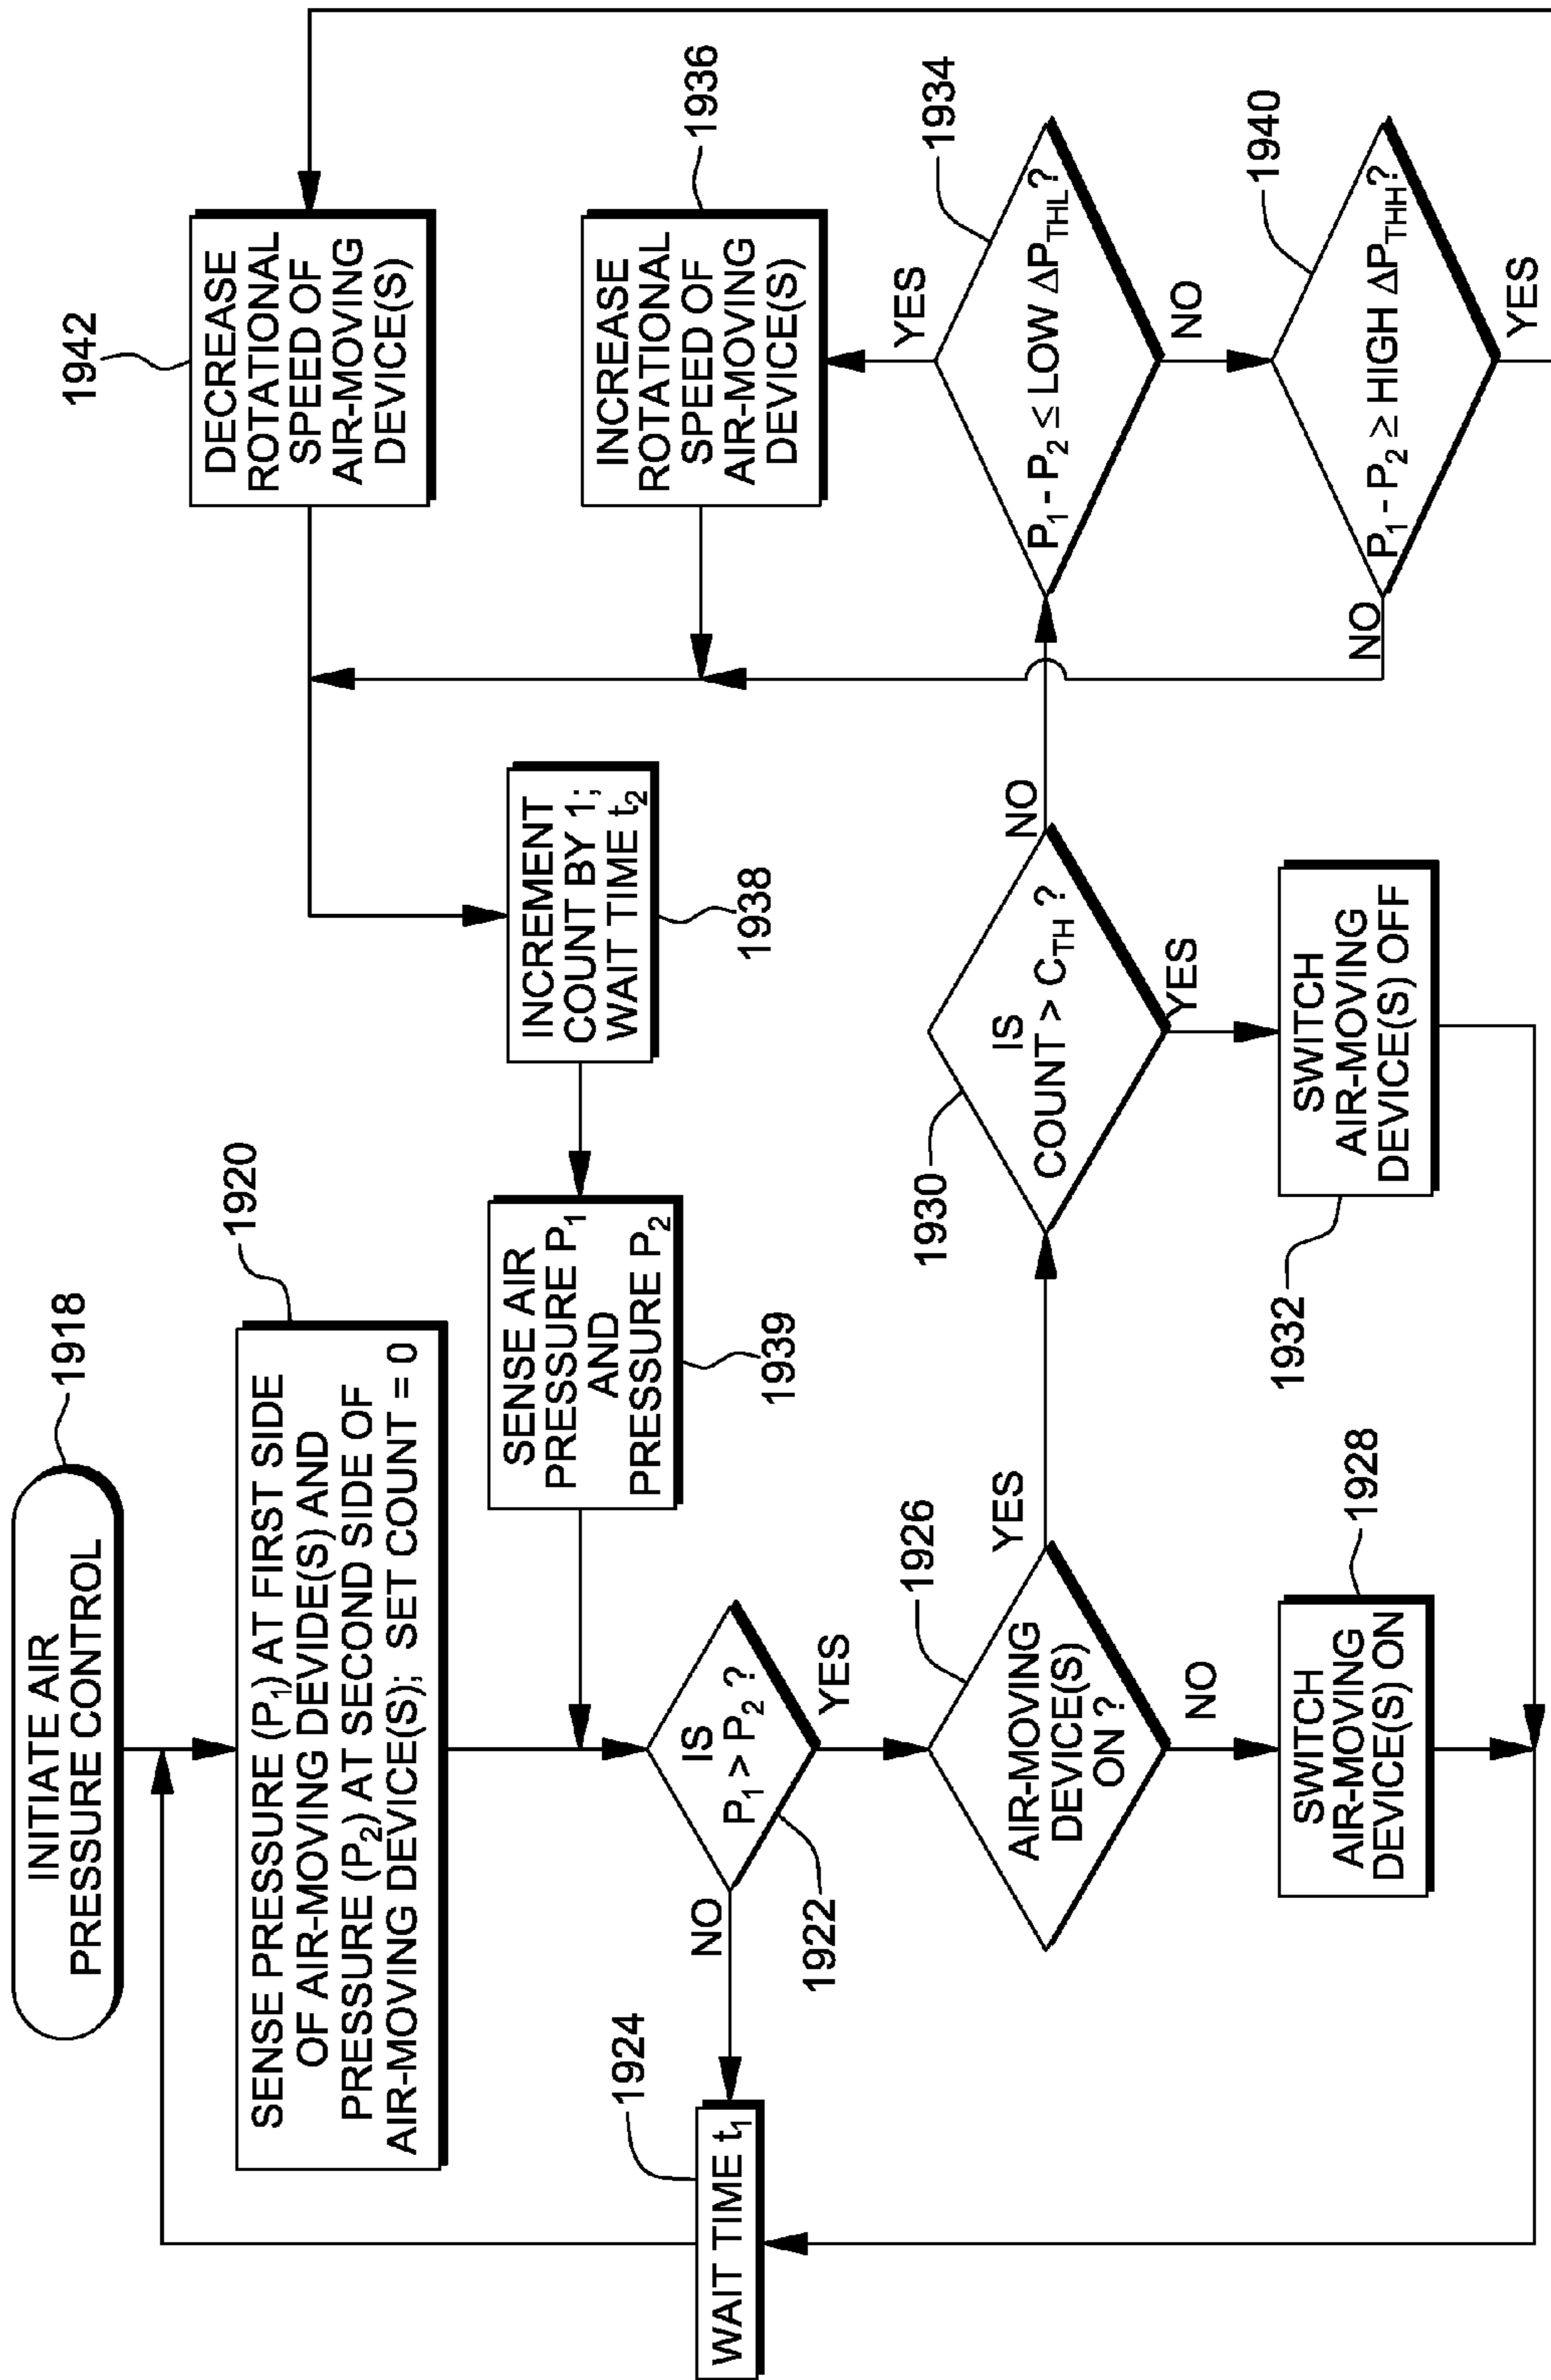 INITIATE AIR
PRESSURE CONTROL
1918
SENSE PRESSURE (P₁) AT FIRST SIDE
OF AIR-MOVING DEVIDE(S) AND
PRESSURE (P₂) AT SECOND SIDE OF
AIR-MOVING DEVICE(S);  SET COUNT = 0
1920
WAIT TIME t₁
1924
NO
IS
P₁ > P₂ ?
1922
YES
SENSE AIR
PRESSURE P₁
AND
PRESSURE P₂
1939
INCREMENT
COUNT BY 1;
WAIT TIME t₂
1938
DECREASE
ROTATIONAL
SPEED OF
AIR-MOVING
DEVICE(S)
1942
INCREASE
ROTATIONAL
SPEED OF
AIR-MOVING
DEVICE(S)
1936
AIR-MOVING
DEVICE(S)
ON ?
1926
YES
NO
SWITCH
AIR-MOVING
DEVICE(S) ON
1928
IS
COUNT > C_TH ?
1930
NO
YES
SWITCH
AIR-MOVING
DEVICE(S) OFF
1932
YES
P₁ - P₂ ≤ LOW ΔP_THL?
1934
NO
P₁ - P₂ ≥ HIGH ΔP_THH?
1940
NO
YES